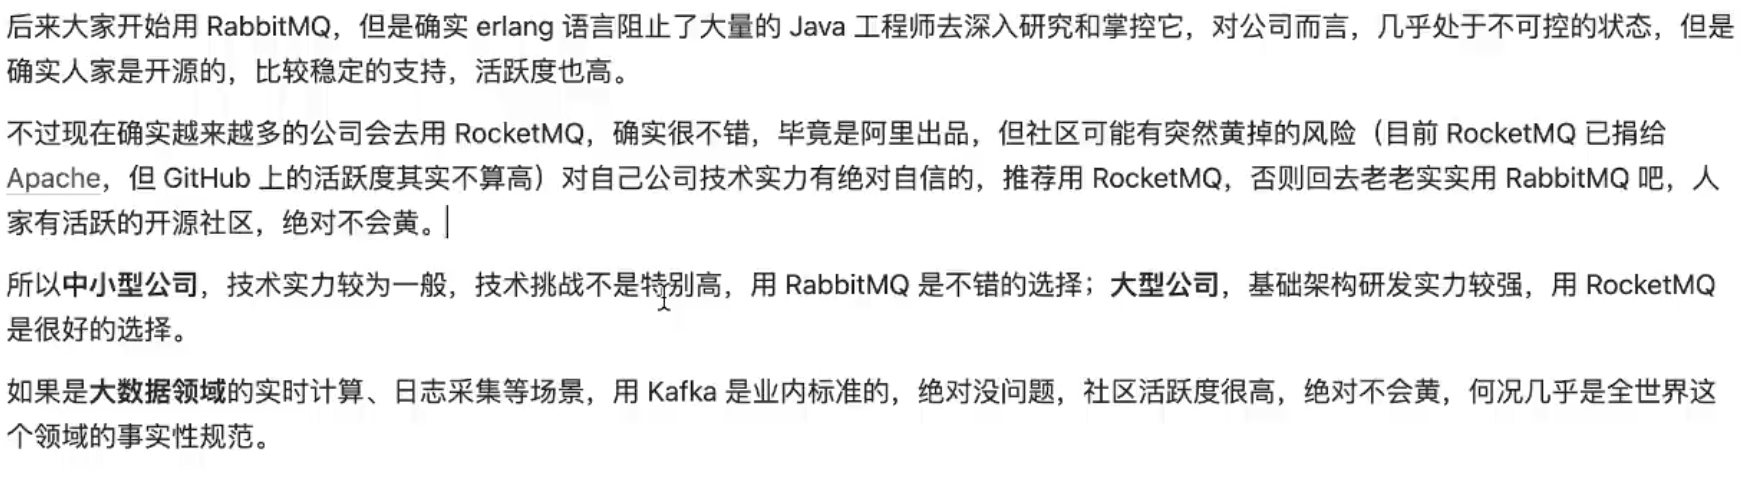 后来大家开始用 RabbitMQ，但是确实 erlang 语言阻止了大量的 Java 工程师去深入研究和掌控它，对公司而言，几乎处于不可控的状态，但是
确实人家是开源的，比较稳定的支持，活跃度也高。
不过现在确实越来越多的公司会去用 RocketMQ，确实很不错，毕竟是阿里出品，但社区可能有突然黄掉的风险（目前 RocketMQ 已捐给
Apache，但 GitHub 上的活跃度其实不算高）对自己公司技术实力有绝对自信的，推荐用 RocketMQ，否则回去老老实实用 RabbitMQ 吧，人
家有活跃的开源社区，绝对不会黄。
所以中小型公司，技术实力较为一般，技术挑战不是特别高，用 RabbitMQ 是不错的选择；大型公司，基础架构研发实力较强，用 RocketMQ
是很好的选择。
如果是大数据领域的实时计算、日志采集等场景，用 Kafka 是业内标准的，绝对没问题，社区活跃度很高，绝对不会黄，何况几乎是全世界这
个领域的事实性规范。